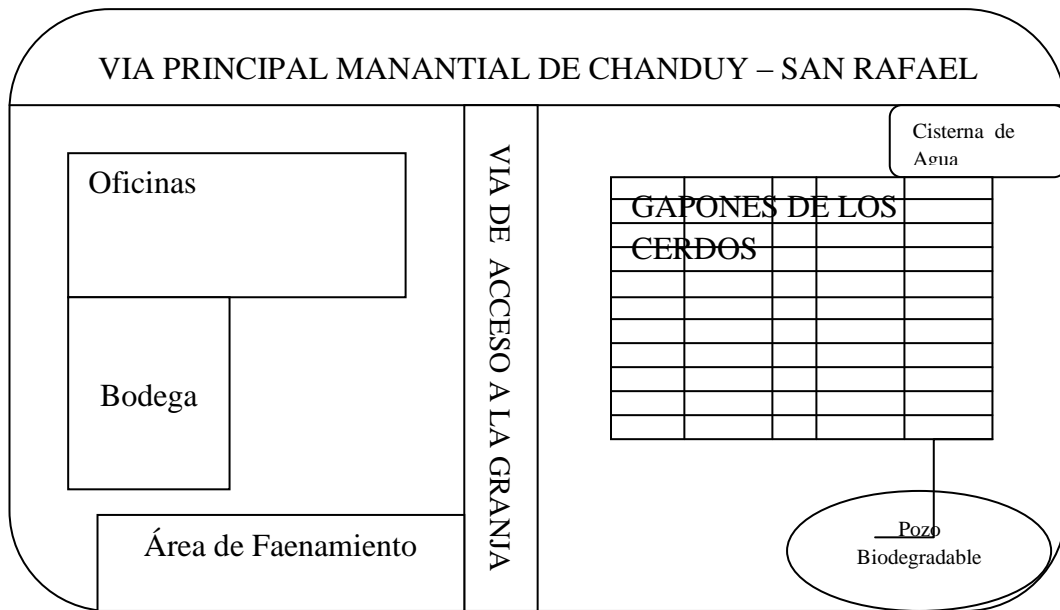 VIA PRINCIPAL MANANTIAL DE CHANDUY – SAN RAFAEL
Oficinas
Bodega
Área de Faenamiento
VIA DE ACCESO A LA GRANJA
Cisterna de
Agua
GAPONES DE LOS
CERDOS
Pozo
Biodegradable